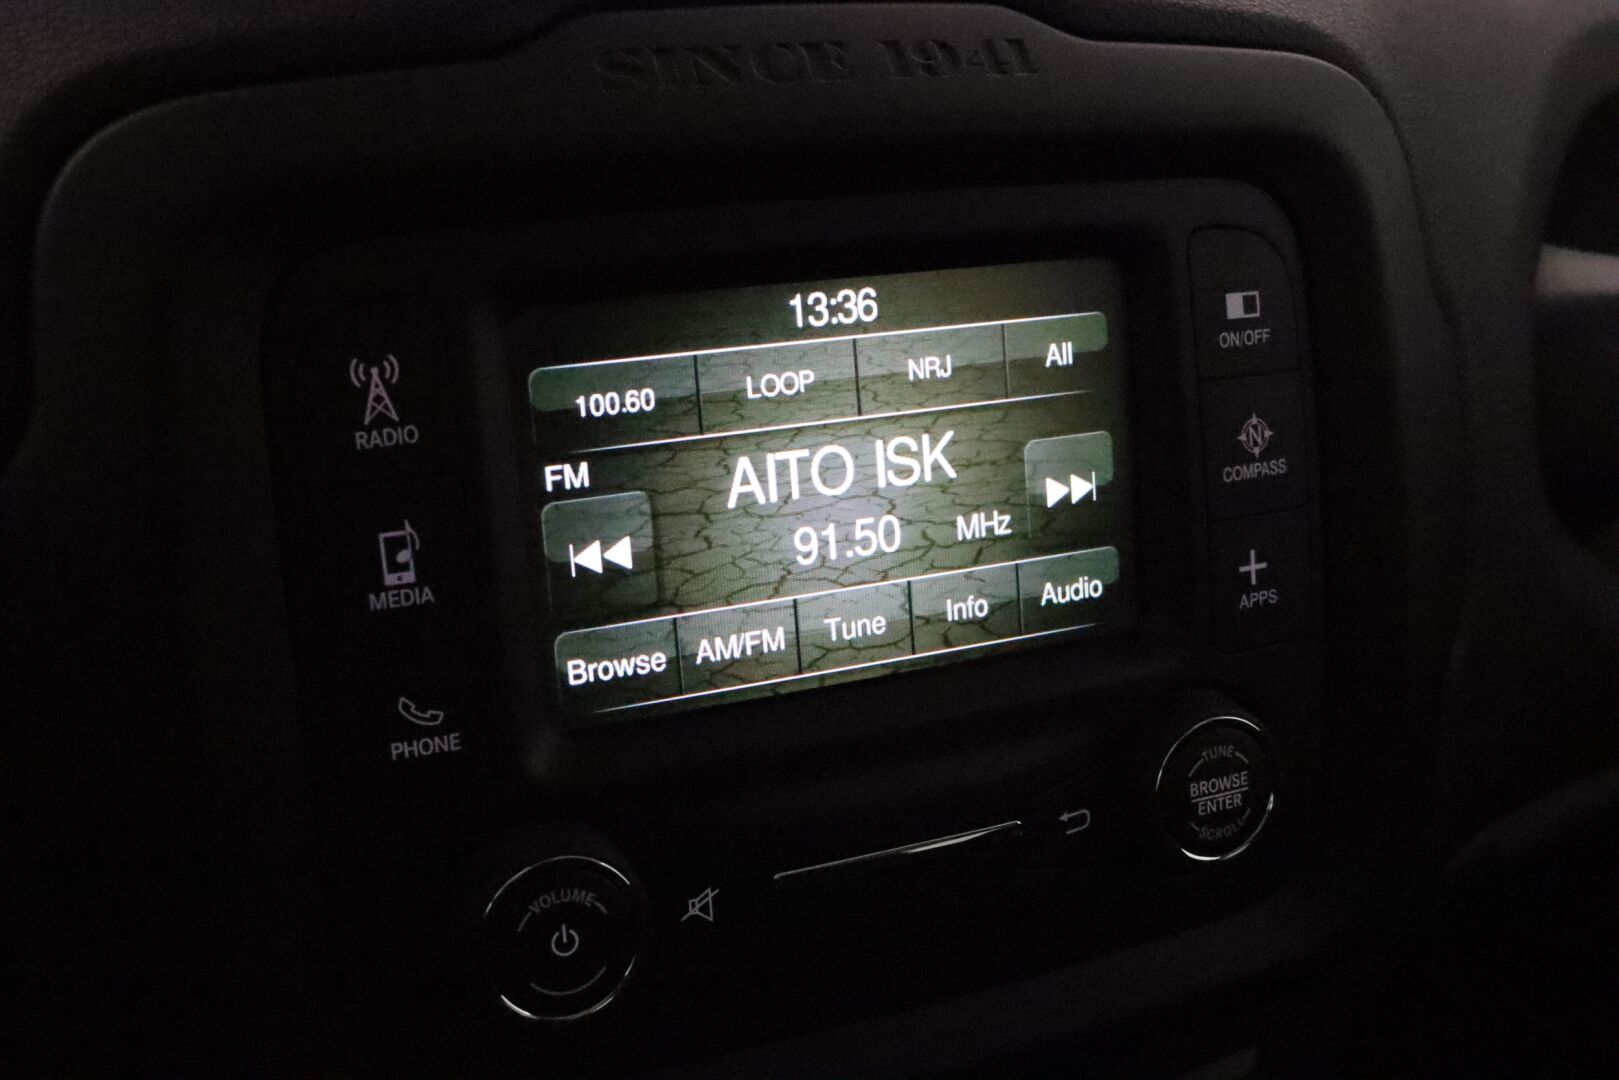 SINCE 1941
13:36
100.60 LOOP NRJ All
FM
AITO ISK
91.50 MHz
Browse AM/FM Tune Info Audio
RADIO
MEDIA
PHONE
ON/OFF
N
COMPASS
APPS
VOLUME
TUNE
BROWSE
ENTER
SCROLL